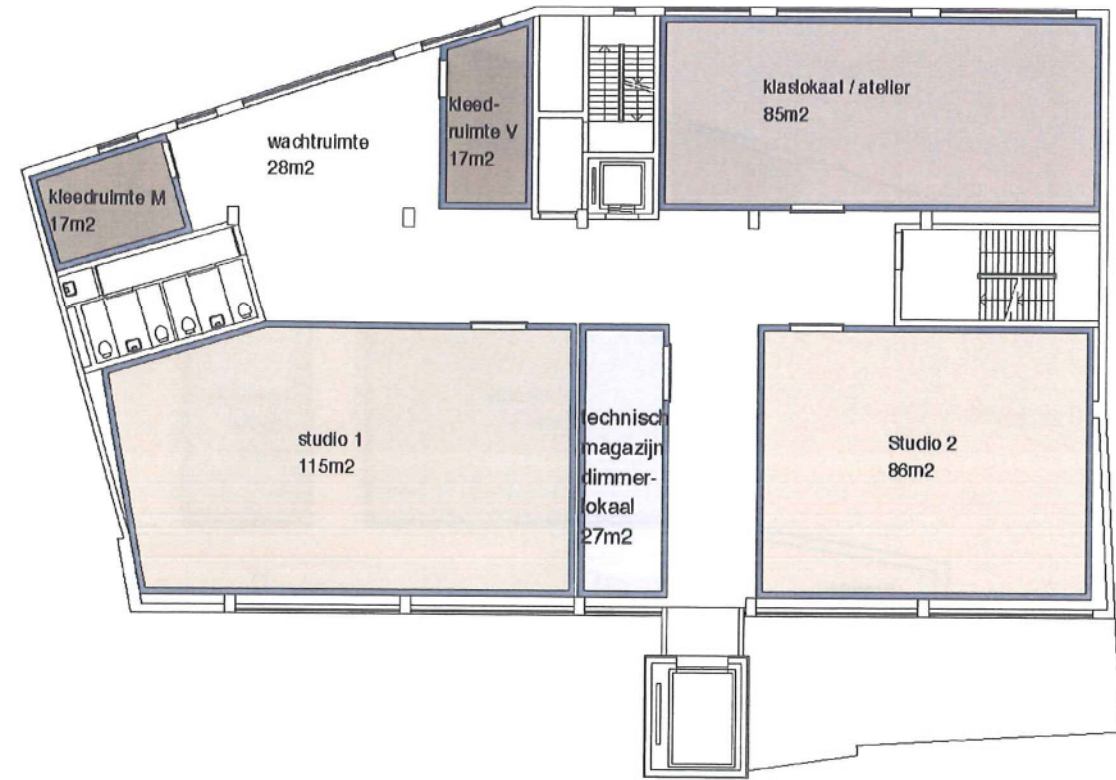 klaslokaal / atelier
85m2
kleed-
ruimte V
17m2
wachtruimte
28m2
kleedruimte M
17m2
studio 1
115m2
technisch
magazijn
dimmer-
lokaal
27m2
Studio 2
86m2